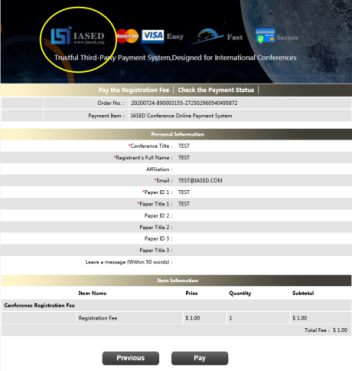 IASED
www.iased.org
MasterCard VISA Easy Fast Secure
Trustful Third-Party Payment System,Designed for International Conferences
Pay the Registration Fee | Check the Payment Status |
Order No. : 20200724-890003155-272502960540495872
Payment Item : IASED Conference Online Payment System
Personal Information
*Conference Title : TEST
*Registrant's Full Name : TEST
Affiliation :
*Email : TEST@IASED.COM
*Paper ID 1 : TEST
*Paper Title 1 : TEST
Paper ID 2 :
Paper Title 2 :
Paper ID 3 :
Paper Title 3 :
Leave a message (Within 50 words) :
Item Information
Item Name Price Quantity Subtotal
Conference Registration Fee
Registration Fee $ 1.00 1 $ 1.00
Total Fee : $ 1.00
Previous Pay